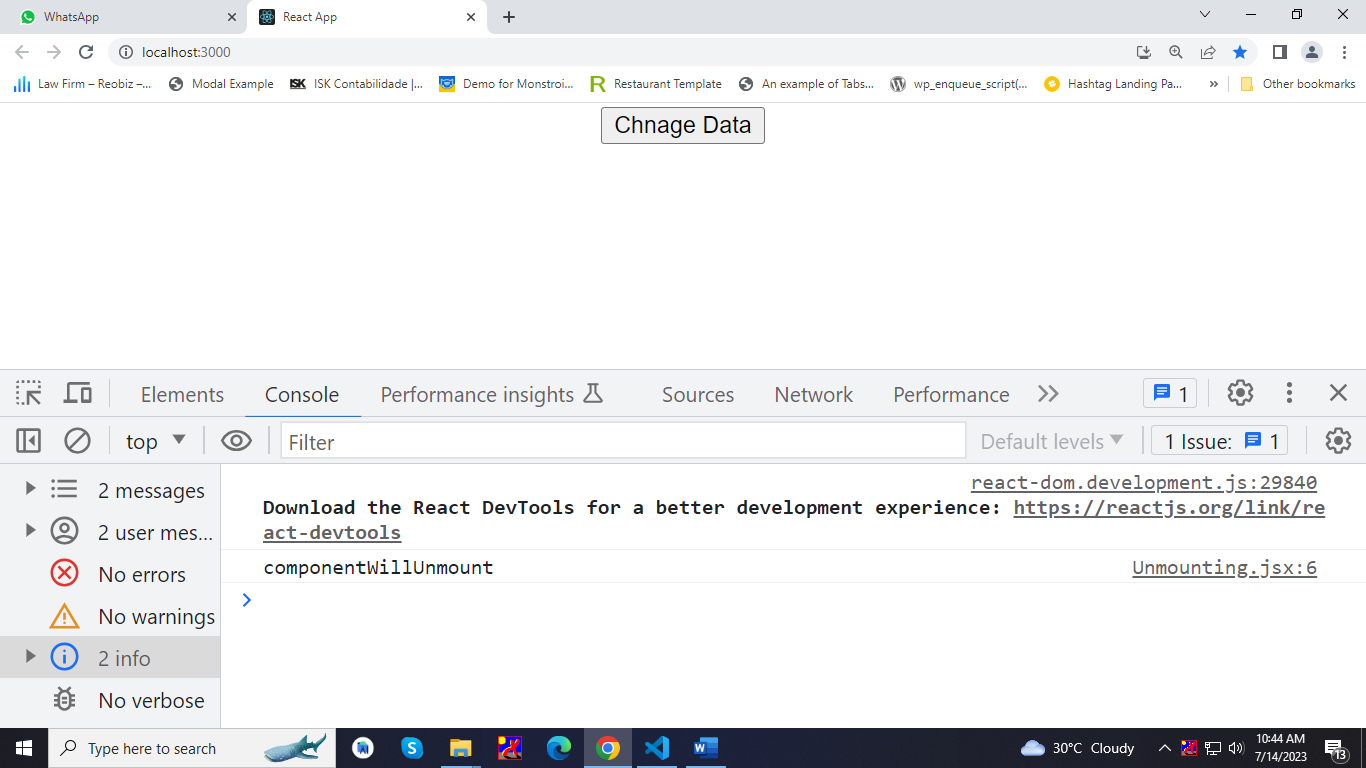 WhatsApp
React App
localhost:3000
Law Firm – Reobiz –...
Modal Example
ISK ISK Contabilidade |...
Demo for Monstroi...
R Restaurant Template
An example of Tabs...
wp_enqueue_script(...
Hashtag Landing Pa...
»
Other bookmarks
Chnage Data
Elements
Console
Performance insights
Sources
Network
Performance
1
top
Filter
Default levels
1 Issue: 1
2 messages
2 user mes...
No errors
No warnings
2 info
No verbose
react-dom.development.js:29840
Download the React DevTools for a better development experience: https://reactjs.org/link/re
act-devtools
componentWillUnmount
Unmounting.jsx:6
Type here to search
30°C Cloudy
10:44 AM
7/14/2023
13